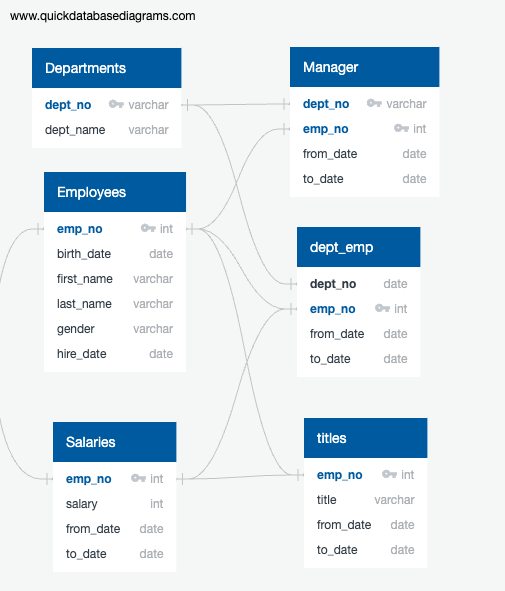 www.quickdatabasediagrams.com
Departments
dept_no varchar
dept_name varchar
Manager
dept_no varchar
emp_no int
from_date date
to_date date
Employees
emp_no int
birth_date date
first_name varchar
last_name varchar
gender varchar
hire_date date
dept_emp
dept_no date
emp_no int
from_date date
to_date date
Salaries
emp_no int
salary int
from_date date
to_date date
titles
emp_no int
title varchar
from_date date
to_date date